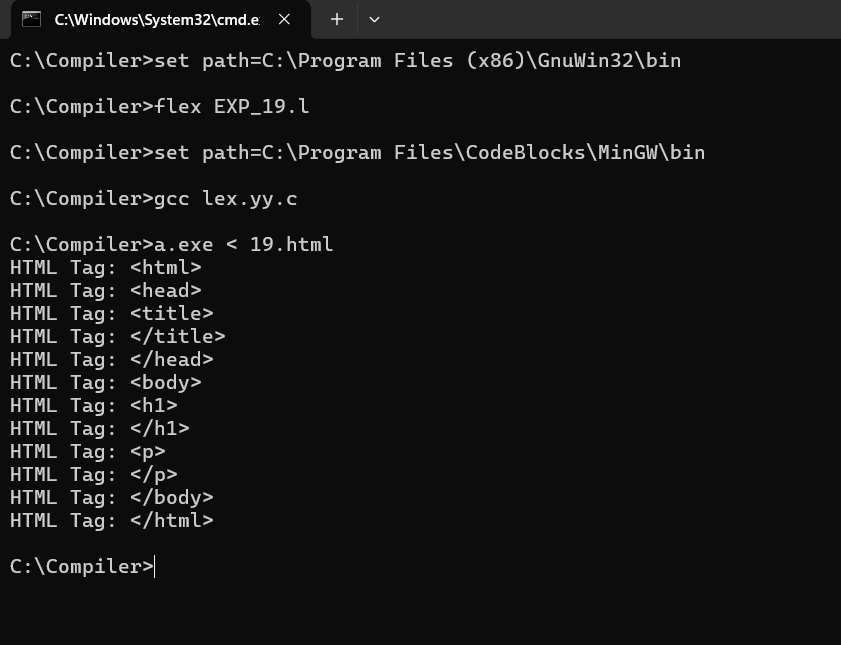 C:\Windows\System32\cmd.e
C:\Compiler>set path=C:\Program Files (x86)\GnuWin32\bin
C:\Compiler>flex EXP_19.l
C:\Compiler>set path=C:\Program Files\CodeBlocks\MinGW\bin
C:\Compiler>gcc lex.yy.c
C:\Compiler>a.exe < 19.html
HTML Tag: <html>
HTML Tag: <head>
HTML Tag: <title>
HTML Tag: </title>
HTML Tag: </head>
HTML Tag: <body>
HTML Tag: <h1>
HTML Tag: </h1>
HTML Tag: <p>
HTML Tag: </p>
HTML Tag: </body>
HTML Tag: </html>
C:\Compiler>